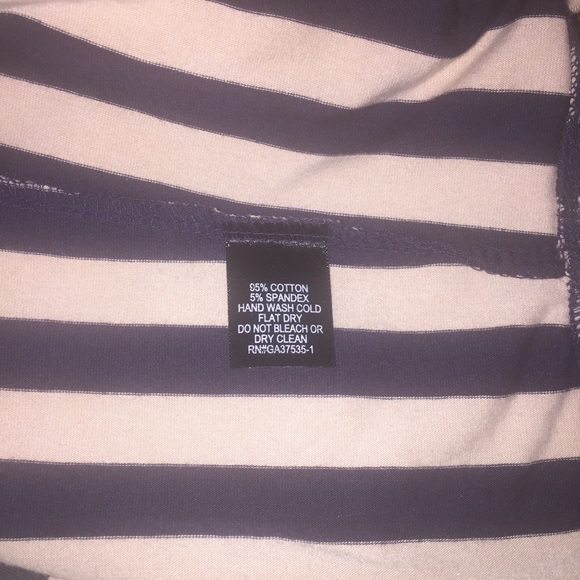 95% COTTON
5% SPANDEX
HAND WASH COLD
FLAT DRY
DO NOT BLEACH OR
DRY CLEAN
RN#GA37535-1